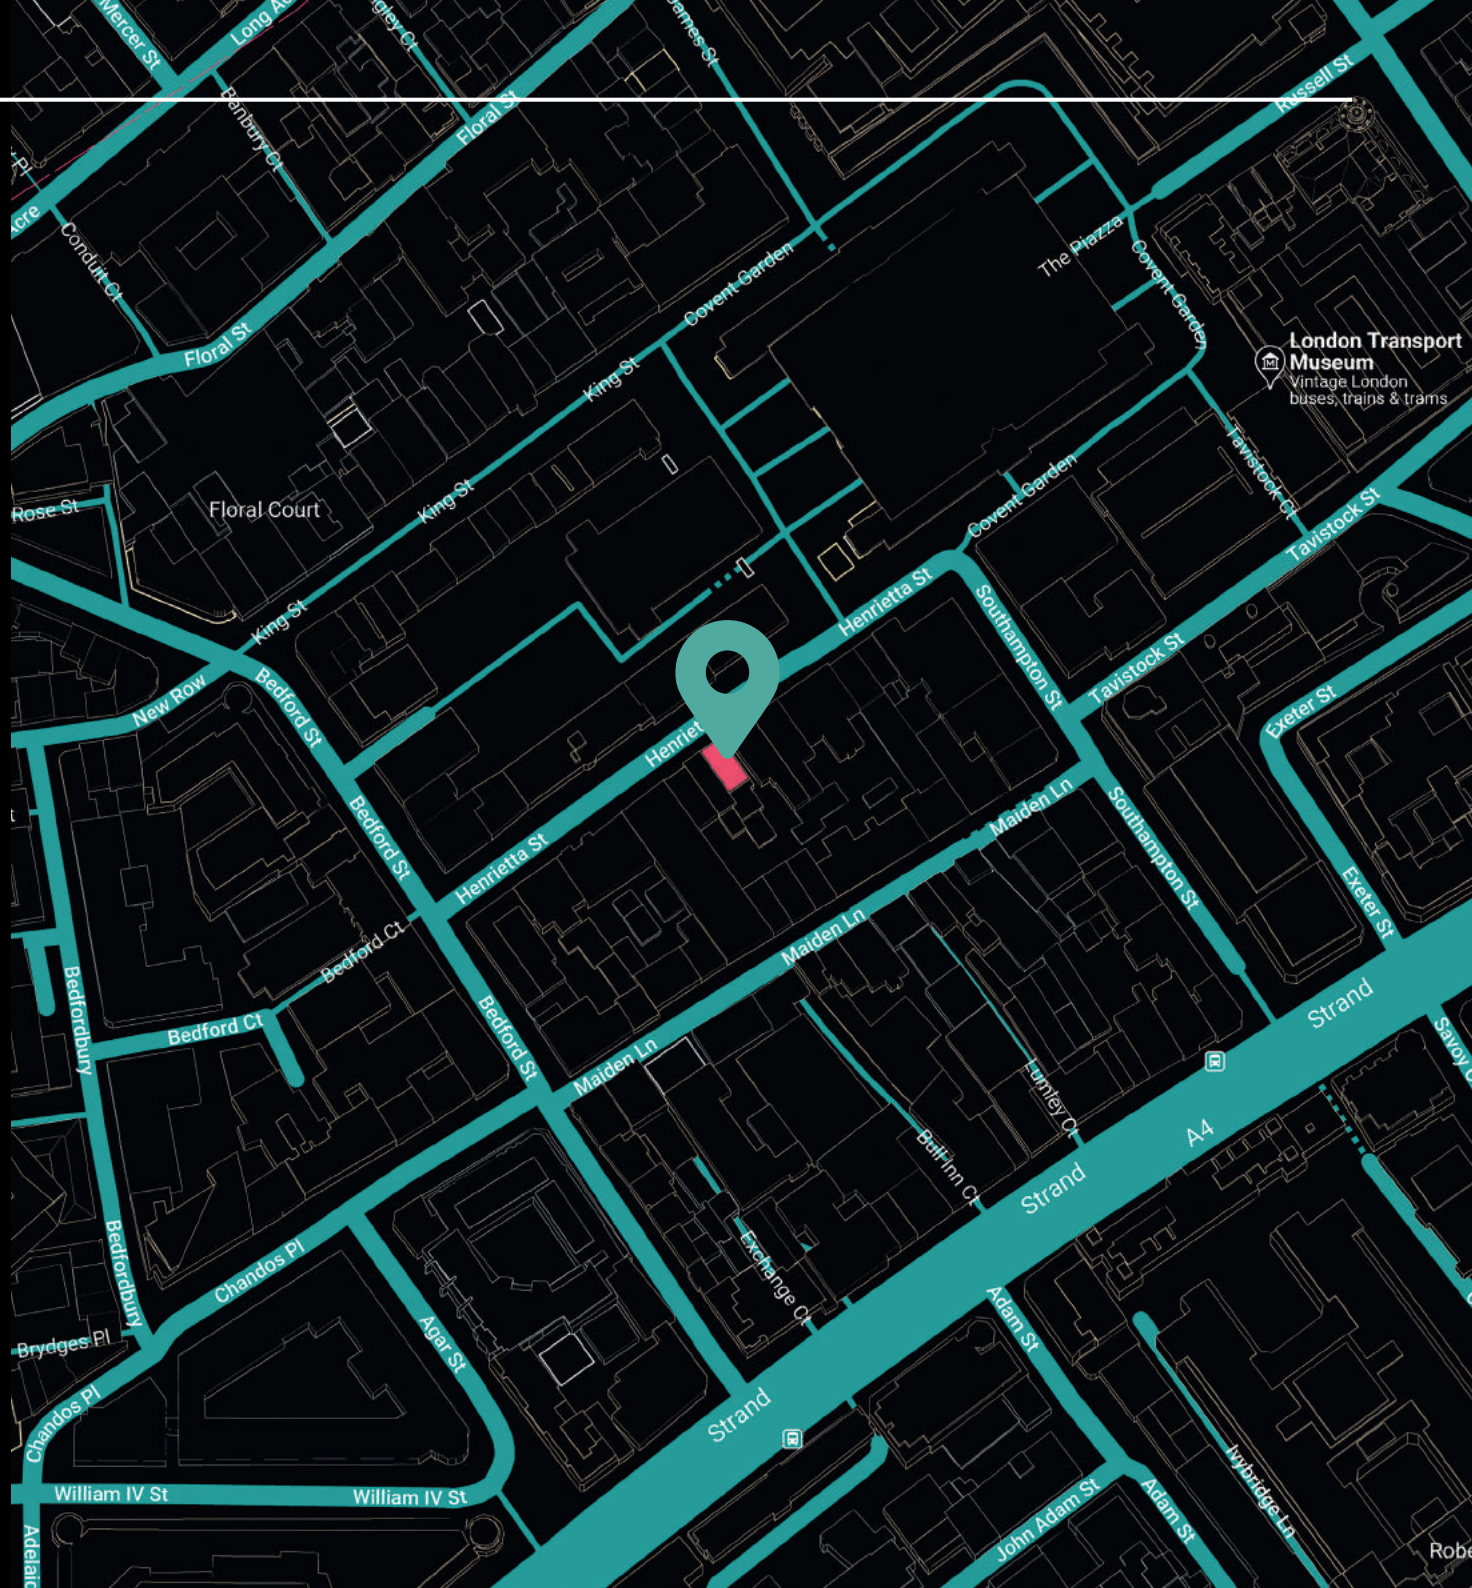 Mercer St
Long Ac
gley Ct
ames St
Russell St
Banbury Ct
Floral St
t Pl
Acre
Conduit Ct
Covent Garden
The Piazza
Covent Garden
Floral St
London Transport
Museum
Vintage London
buses, trains & trams
King St
Tavistock Ct
King St
Covent Garden
Floral Court
Rose St
Tavistock St
King St
Henrietta St
Southampton St
Tavistock St
New Row
Bedford St
Exeter St
Henriet
Bedford St
Maiden Ln
Southampton St
Henrietta St
Exeter St
Bedford Ct
Maiden Ln
Bedfordbury
Strand
Bedford Ct
Bedford St
Maiden Ln
Savoy
Lumley Ct
A4
Bull Inn Ct
Strand
Bedfordbury
Chandos Pl
Exchange Ct
Adam St
Brydges Pl
Agar St
Chandos Pl
Strand
William IV St
William IV St
Ivybridge Ln
John Adam St
Adam St
Adelaid
Robe